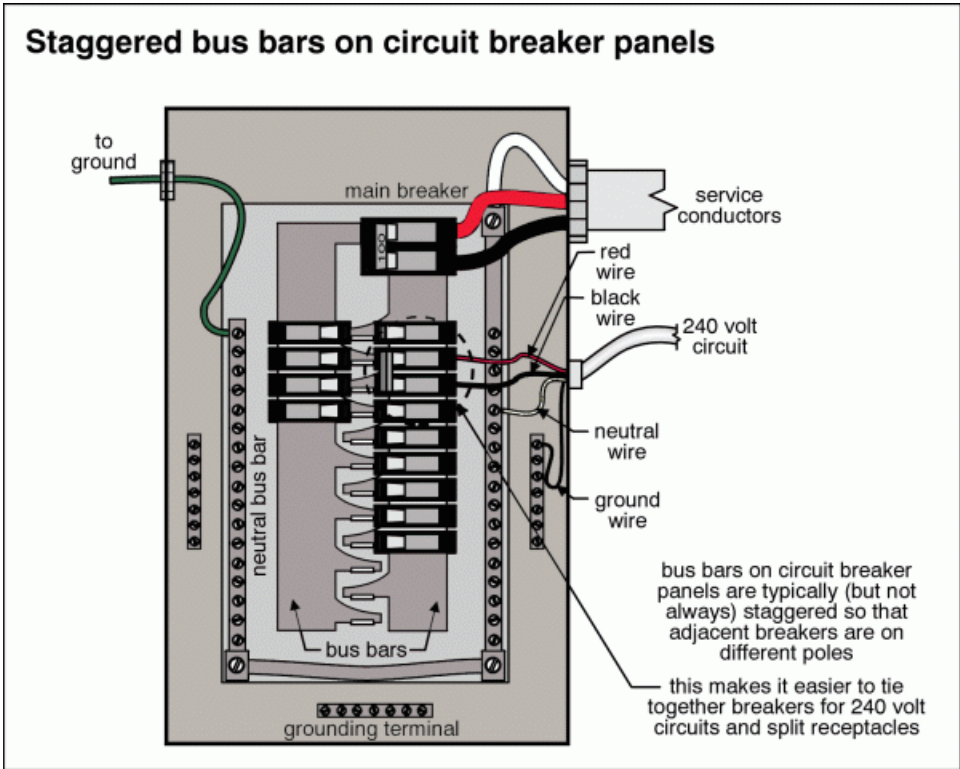 Staggered bus bars on circuit breaker panels
to
ground
main breaker
100
service
conductors
red
wire
black
wire
240 volt
circuit
neutral
wire
neutral bus bar
ground
wire
bus bars
bus bars on circuit breaker
panels are typically (but not
always) staggered so that
adjacent breakers are on
different poles
this makes it easier to tie
together breakers for 240 volt
circuits and split receptacles
grounding terminal